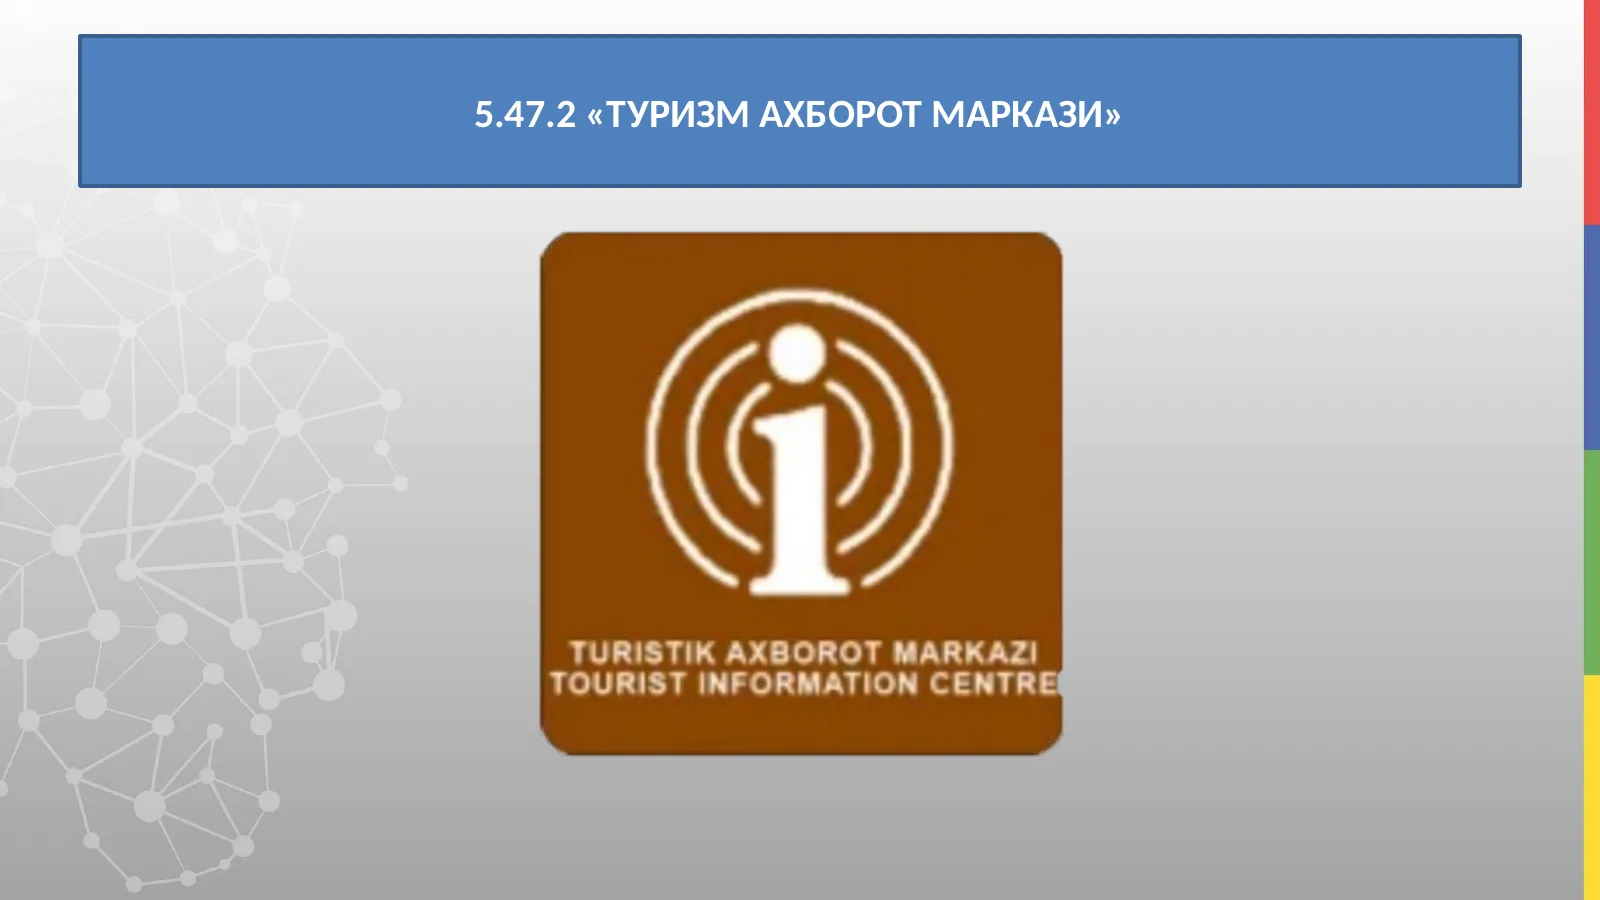 5.47.2 «ТУРИЗМ АХБОРОТ МАРКАЗИ»
i
TURISTIK AXBOROT MARKAZI
TOURIST INFORMATION CENTRE